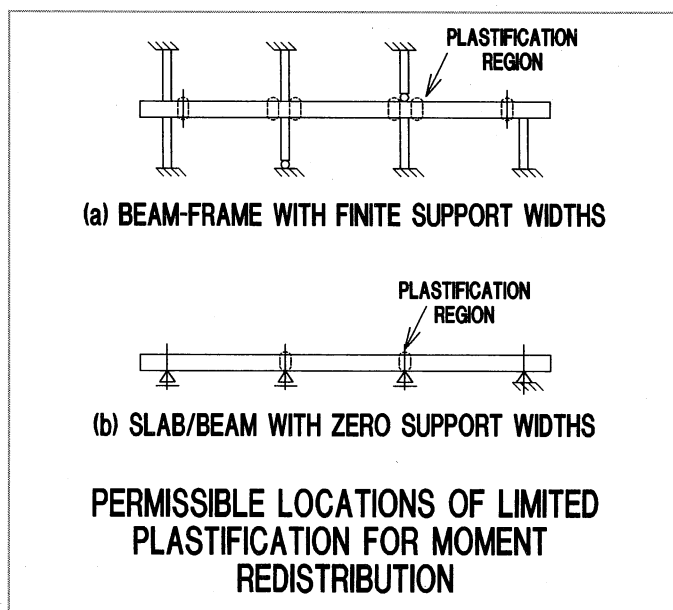 PLASTIFICATION
REGION
(a) BEAM-FRAME WITH FINITE SUPPORT WIDTHS
PLASTIFICATION
REGION
(b) SLAB/BEAM WITH ZERO SUPPORT WIDTHS
PERMISSIBLE LOCATIONS OF LIMITED
PLASTIFICATION FOR MOMENT
REDISTRIBUTION